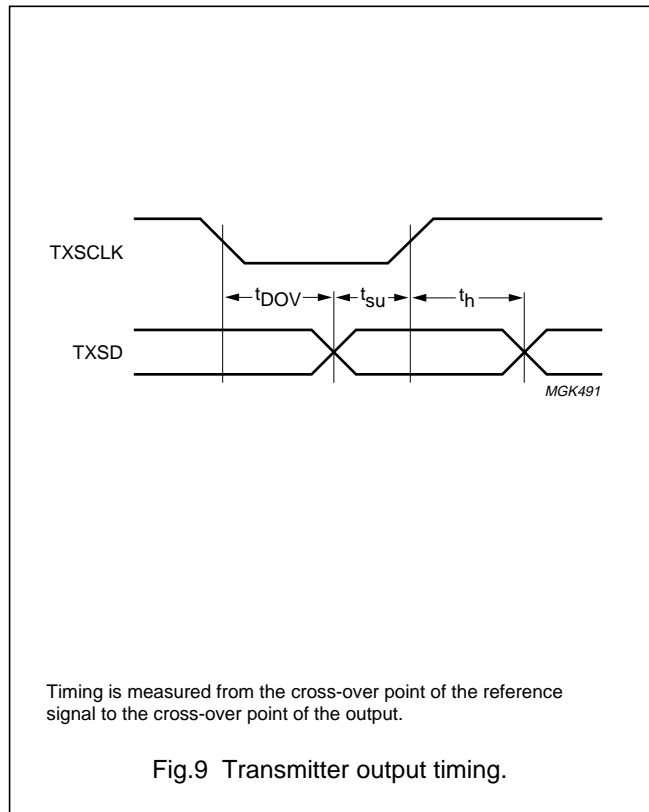 TXSCLK
tDOV
tsu
th
TXSD
MGK491
Timing is measured from the cross-over point of the reference
signal to the cross-over point of the output.
Fig.9 Transmitter output timing.